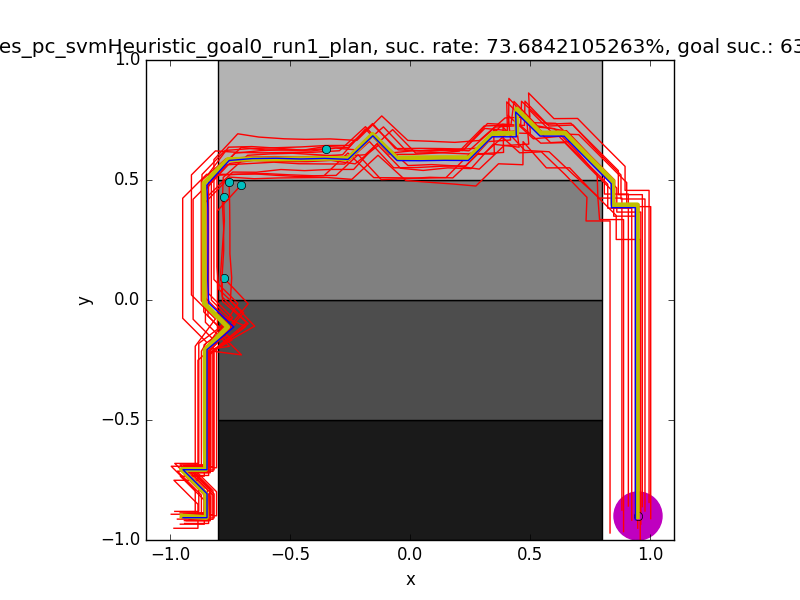 es_pc_svmHeuristic_goal0_run1_plan, suc. rate: 73.6842105263%, goal suc.: 63
1.0
0.5
0.0
−0.5
−1.0
y
−1.0 −0.5 0.0 0.5 1.0
x